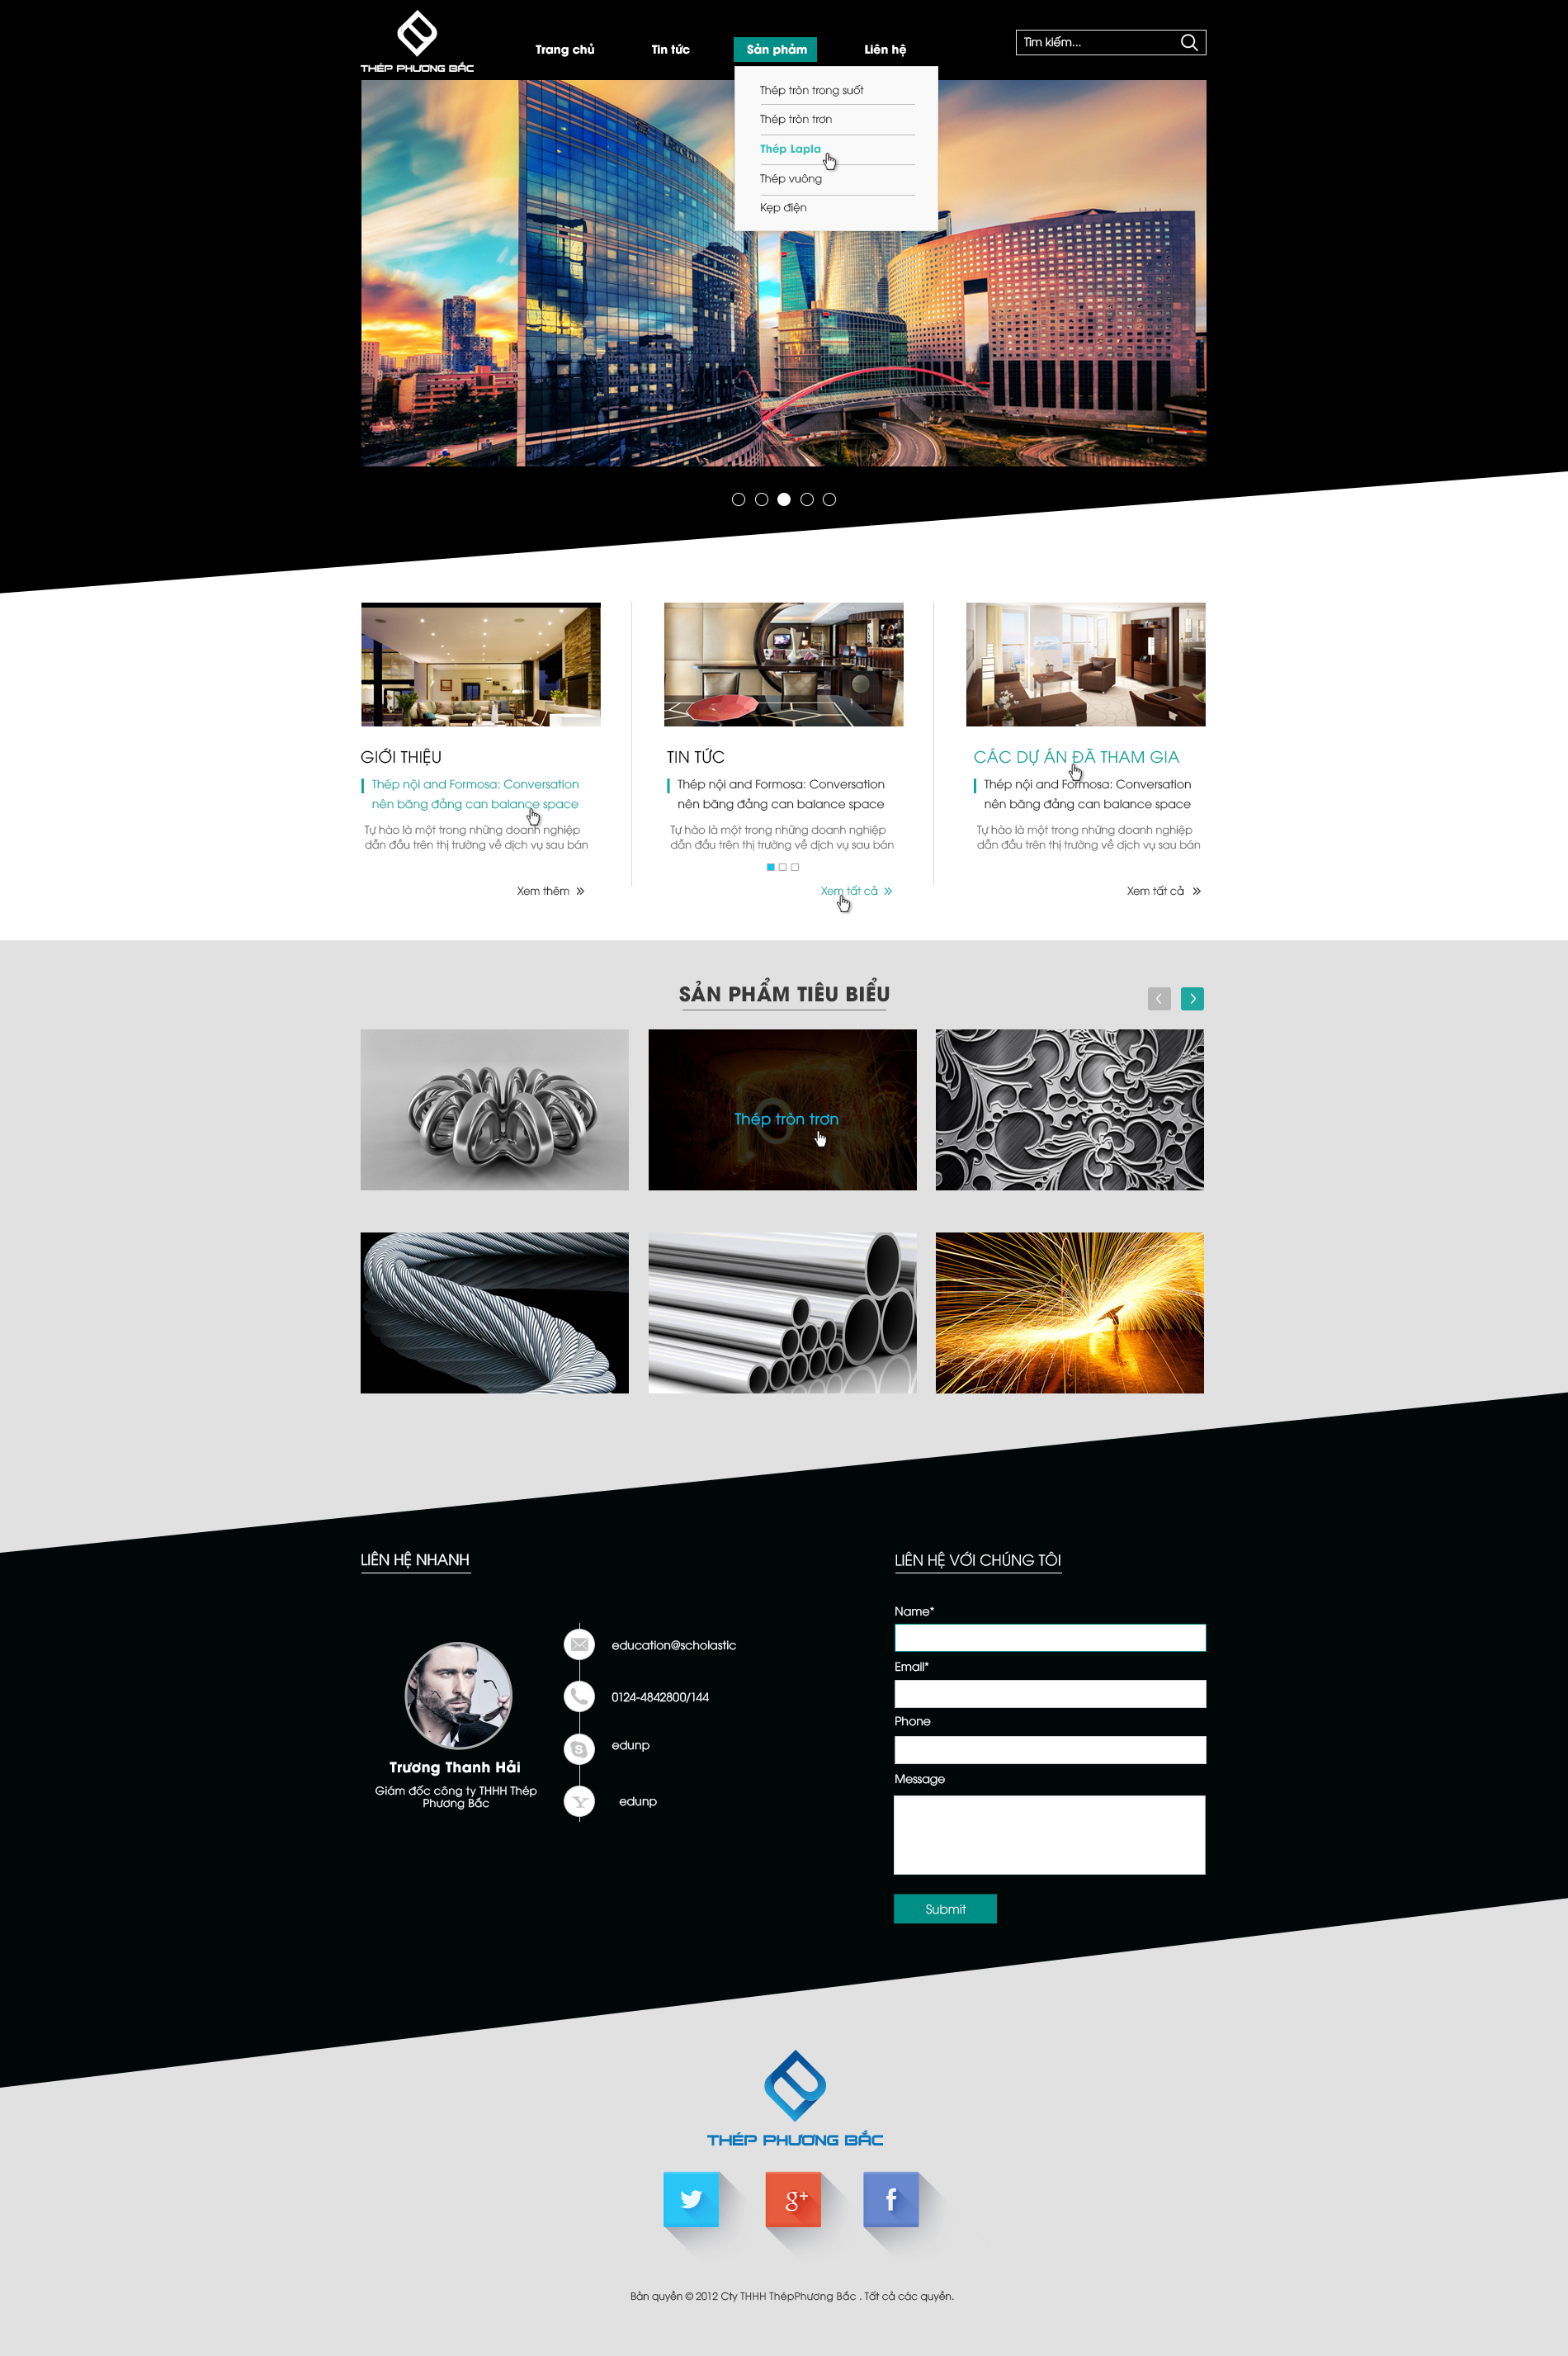 THÉP PHƯƠNG BẮC
Trang chủ
Tin tức
Sản phẩm
Liên hệ
Tìm kiếm...
Thép tròn trong suốt
Thép tròn trơn
Thép Lapla
Thép vuông
Kẹp điện
GIỚI THIỆU
Thép nội and Formosa: Conversation
nên băng đảng can balance space
Tự hào là một trong những doanh nghiệp
dẫn đầu trên thị trường về dịch vụ sau bán
Xem thêm »
TIN TỨC
Thép nội and Formosa: Conversation
nên băng đảng can balance space
Tự hào là một trong những doanh nghiệp
dẫn đầu trên thị trường về dịch vụ sau bán
Xem tất cả »
CÁC DỰ ÁN ĐÃ THAM GIA
Thép nội and Formosa: Conversation
nên băng đảng can balance space
Tự hào là một trong những doanh nghiệp
dẫn đầu trên thị trường về dịch vụ sau bán
Xem tất cả »
SẢN PHẨM TIÊU BIỂU
Thép tròn trơn
LIÊN HỆ NHANH
Trương Thanh Hải
Giám đốc công ty THHH Thép
Phương Bắc
education@scholastic
0124-4842800/144
edunp
edunp
LIÊN HỆ VỚI CHÚNG TÔI
Name*
Email*
Phone
Message
Submit
THÉP PHƯƠNG BẮC
g+
f
Bản quyền © 2012 Cty THHH ThépPhương Bắc . Tất cả các quyền.